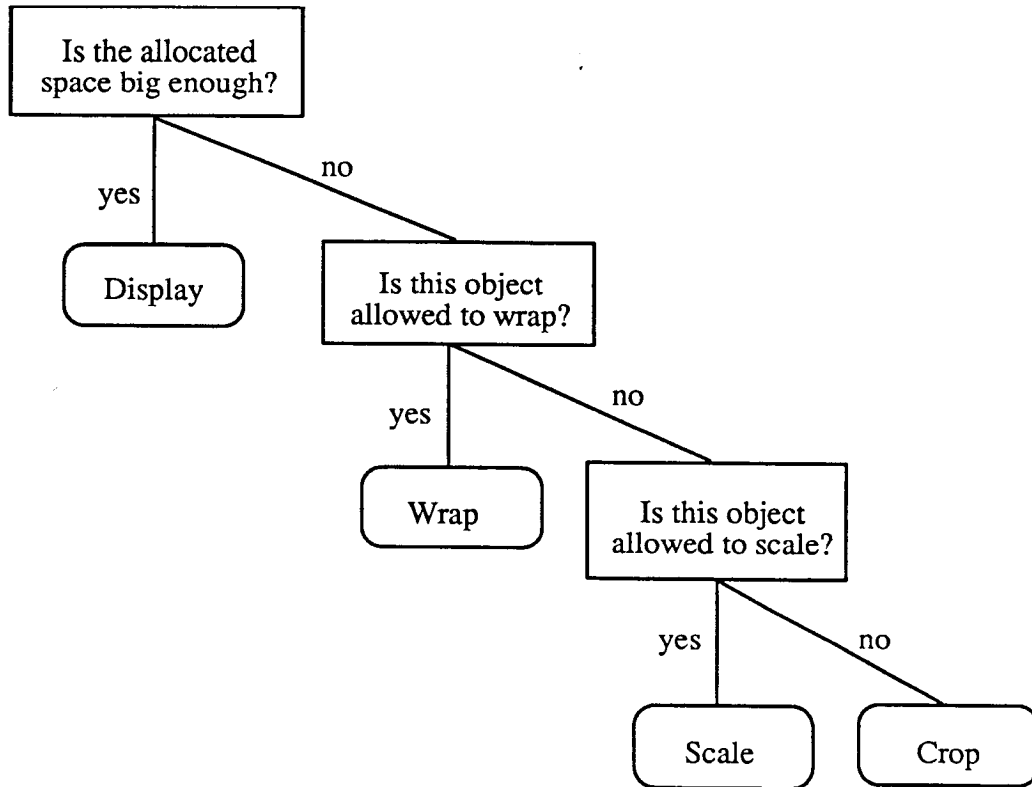 Is the allocated
space big enough?
no
yes
Display
Is this object
allowed to wrap?
no
yes
Wrap
Is this object
allowed to scale?
yes
no
Scale
Crop